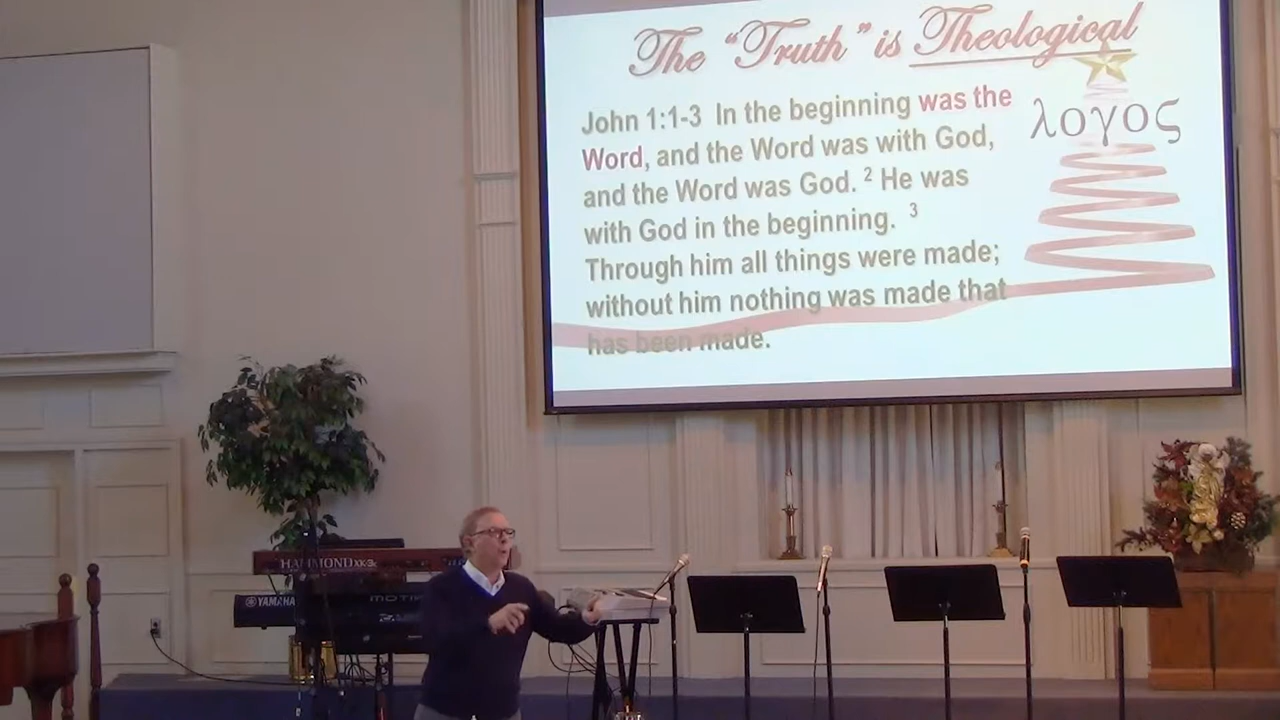 The “Truth” is Theological
John 1:1-3 In the beginning was the
Word, and the Word was with God,
and the Word was God. 2 He was
with God in the beginning. 3
Through him all things were made;
without him nothing was made that
has been made.
λογος
HAMMOND XK-3
YAMAHA
MOTIF